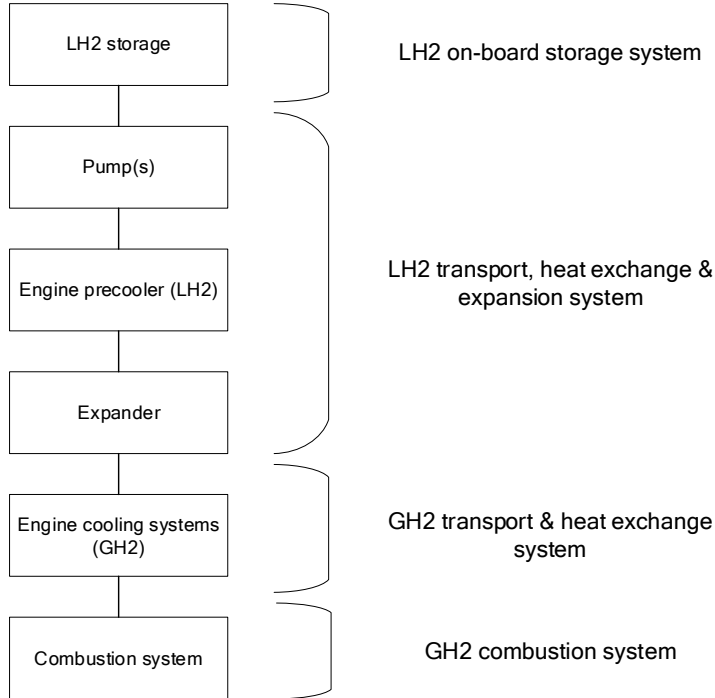 LH2 storage
LH2 on-board storage system
Pump(s)
Engine precooler (LH2)
LH2 transport, heat exchange &
expansion system
Expander
Engine cooling systems
(GH2)
GH2 transport & heat exchange
system
Combustion system
GH2 combustion system